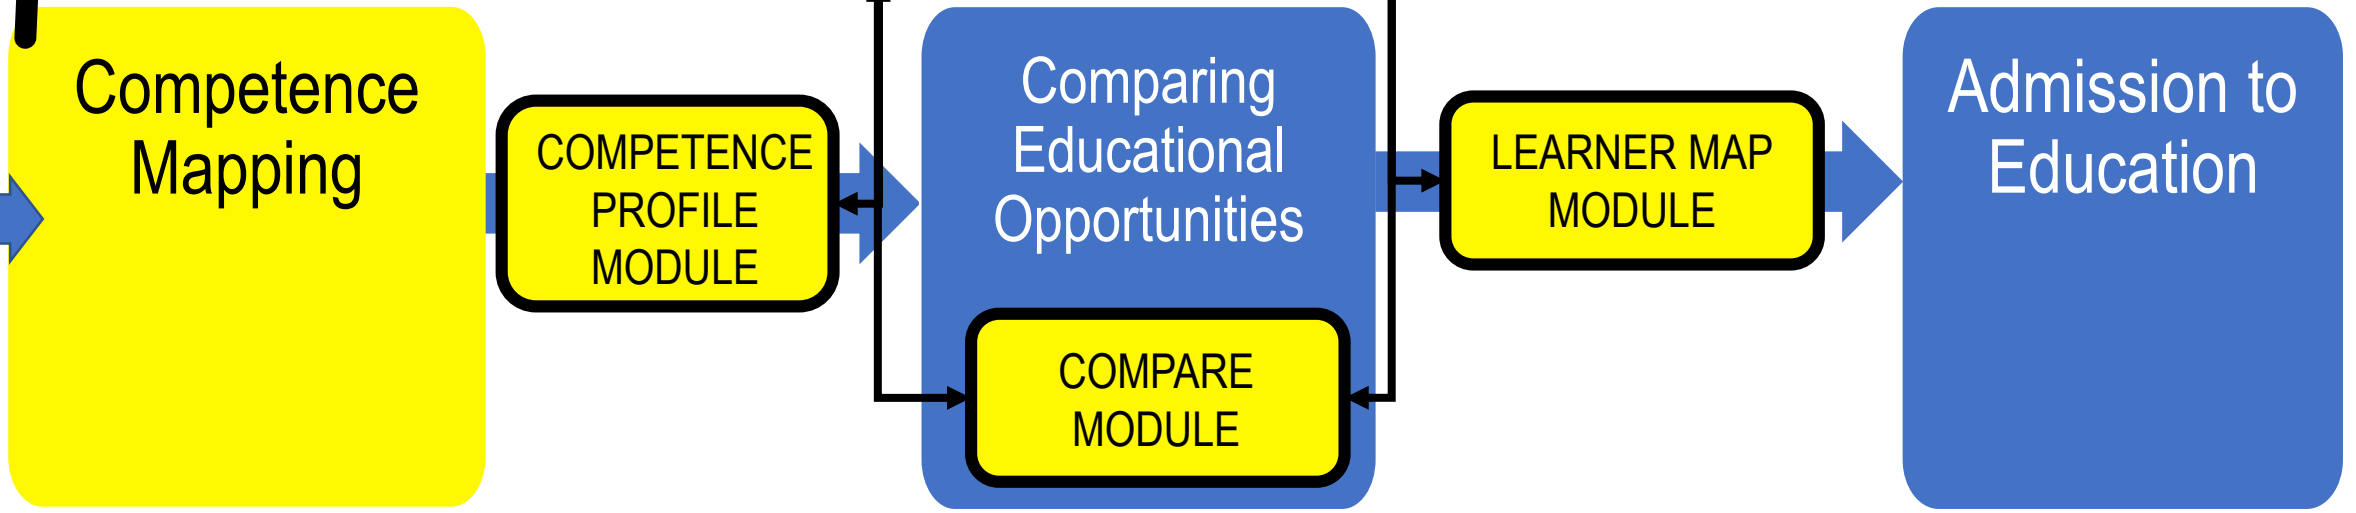 Competence
Mapping
COMPETENCE
PROFILE
MODULE
Comparing
Educational
Opportunities
COMPARE
MODULE
LEARNER MAP
MODULE
Admission to
Education